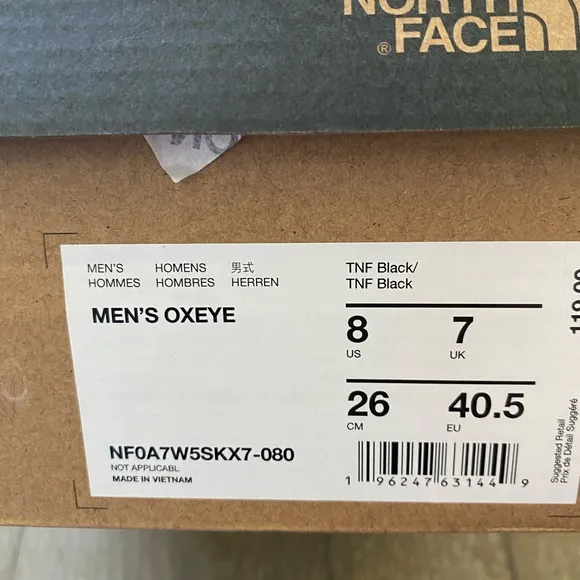 NORTH
® FACE
MEN'S HOMENS 男式
HOMMES HOMBRES HERREN
MEN'S OXEYE
TNF Black/
TNF Black
8 7
US UK
26 40.5
CM EU
NF0A7W5SKX7-080
NOT APPLICABL
MADE IN VIETNAM
1 96247 63144 9
Suggested Retail
Prix de Détail Suggéré